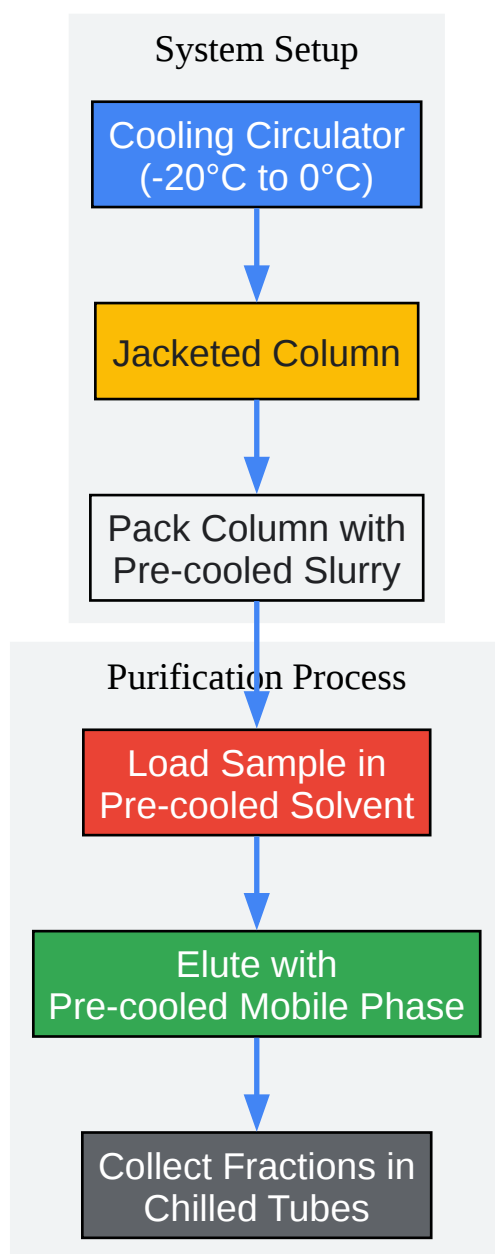 System Setup
Cooling Circulator
(-20°C to 0°C)
Jacketed Column
Pack Column with
Pre-cooled Slurry
Purification Process
Load Sample in
Pre-cooled Solvent
Elute with
Pre-cooled Mobile Phase
Collect Fractions in
Chilled Tubes